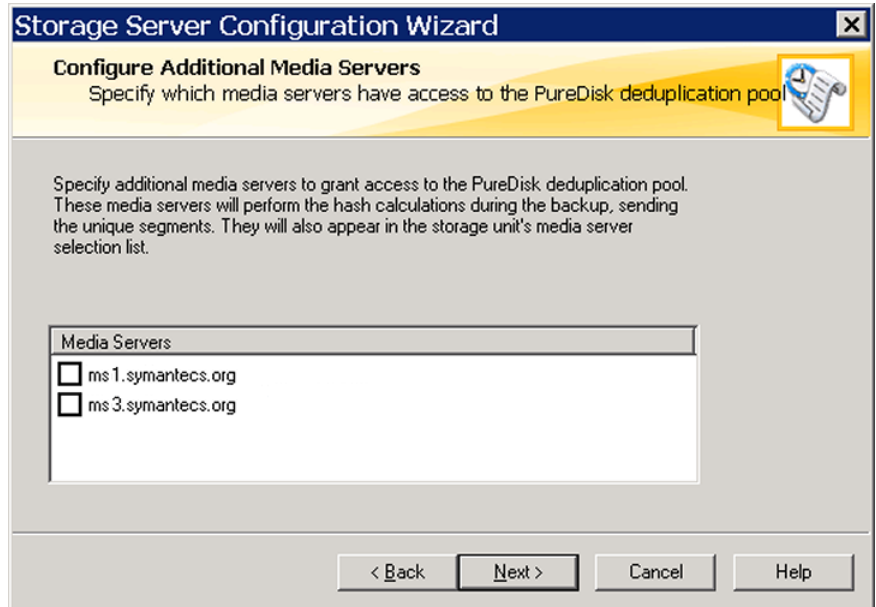 Storage Server Configuration Wizard
Configure Additional Media Servers
Specify which media servers have access to the PureDisk deduplication pool
Specify additional media servers to grant access to the PureDisk deduplication pool.
These media servers will perform the hash calculations during the backup, sending
the unique segments. They will also appear in the storage unit's media server
selection list.
Media Servers
ms1.symantecs.org
ms3.symantecs.org
< Back Next > Cancel Help